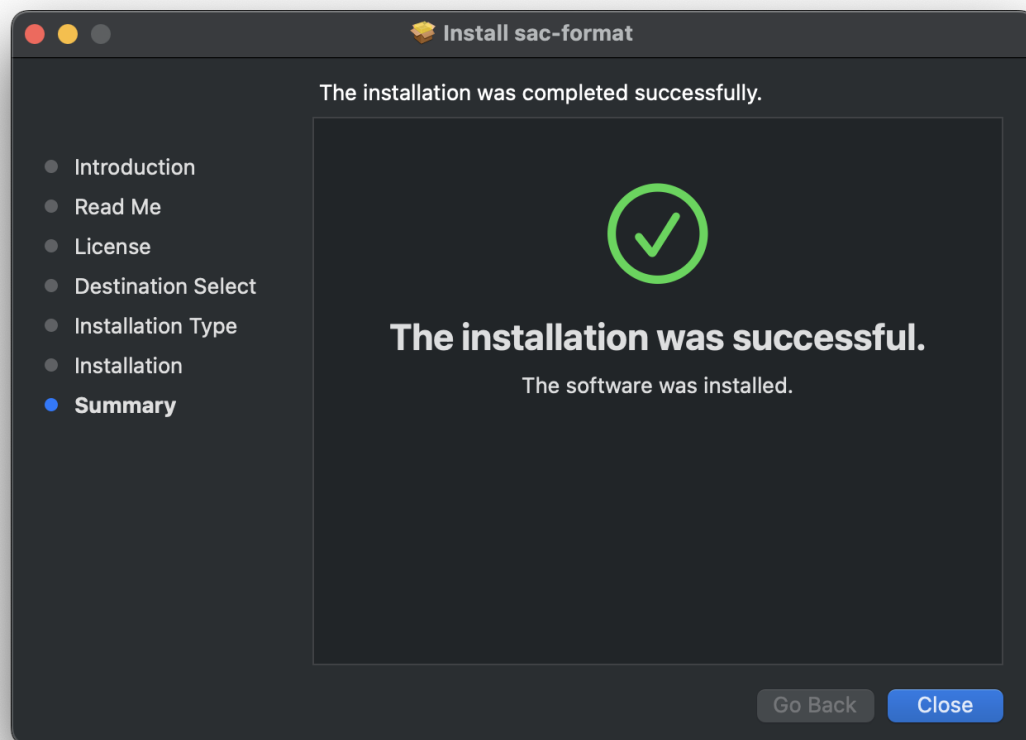 Install sac-format
The installation was completed successfully.
Introduction
Read Me
License
Destination Select
Installation Type
Installation
Summary
The installation was successful.
The software was installed.
Go Back
Close